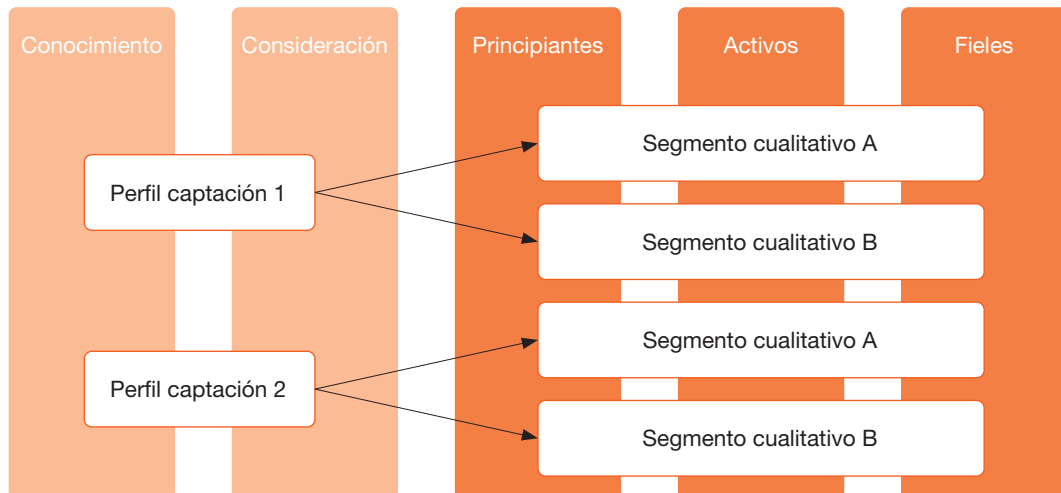 Conocimiento
Consideración
Principiantes
Activos
Fieles
Segmento cualitativo A
Perfil captación 1
Segmento cualitativo B
Segmento cualitativo A
Perfil captación 2
Segmento cualitativo B